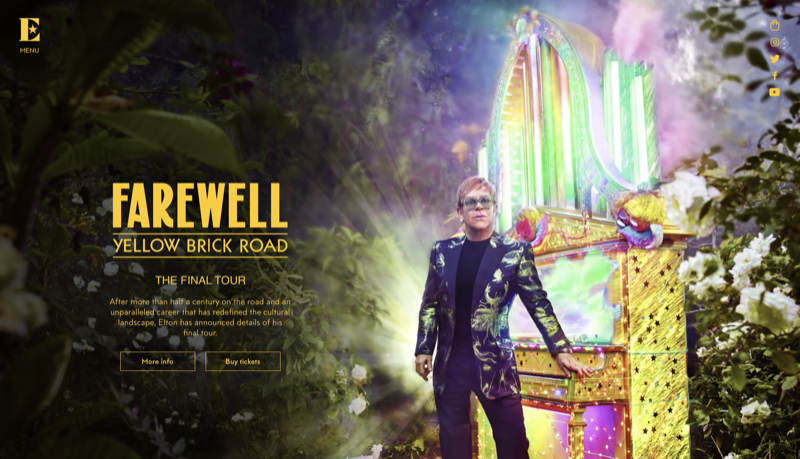 E
MENU
FAREWELL
YELLOW BRICK ROAD
THE FINAL TOUR
After more than half a century on the road and an
unparalleled career that has redefined the cultural
landscape, Elton has announced details of his
final tour.
More info
Buy tickets